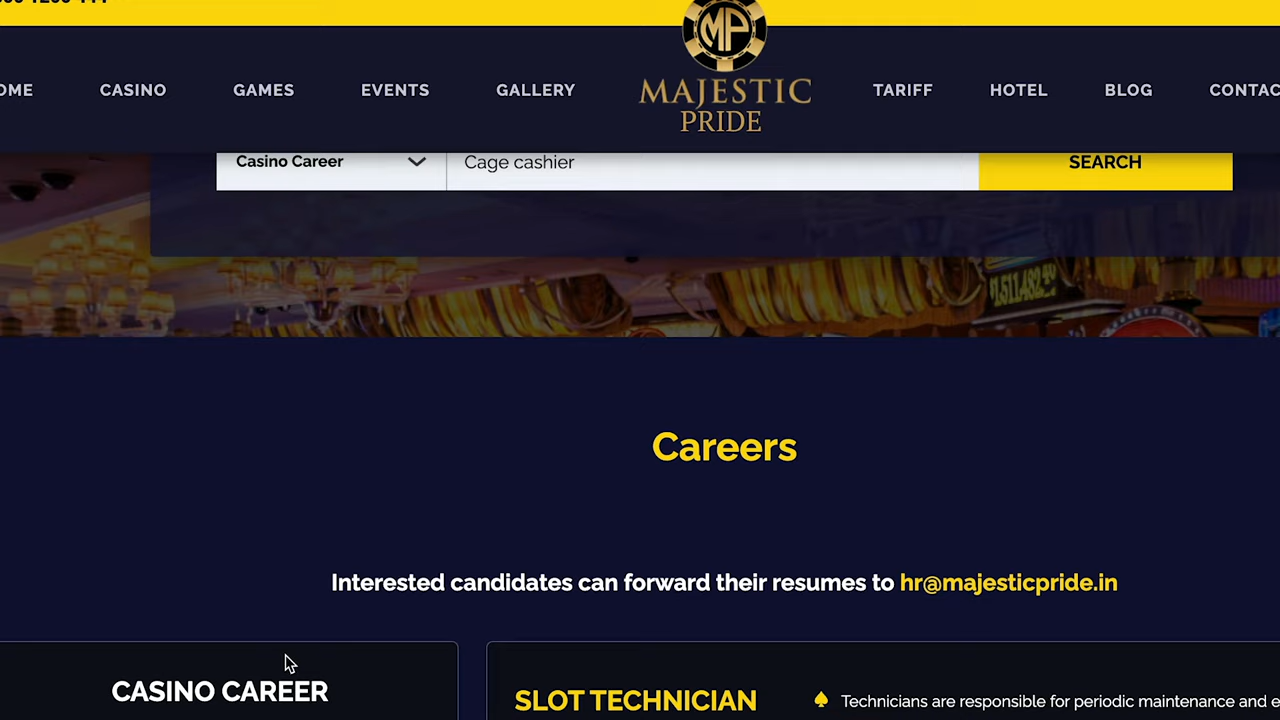 OME CASINO GAMES EVENTS GALLERY
MP
MAJESTIC
PRIDE
TARIFF HOTEL BLOG CONTAC
Casino Career
Cage cashier
SEARCH
Careers
Interested candidates can forward their resumes to hr@majesticpride.in
CASINO CAREER
SLOT TECHNICIAN
Technicians are responsible for periodic maintenance and e